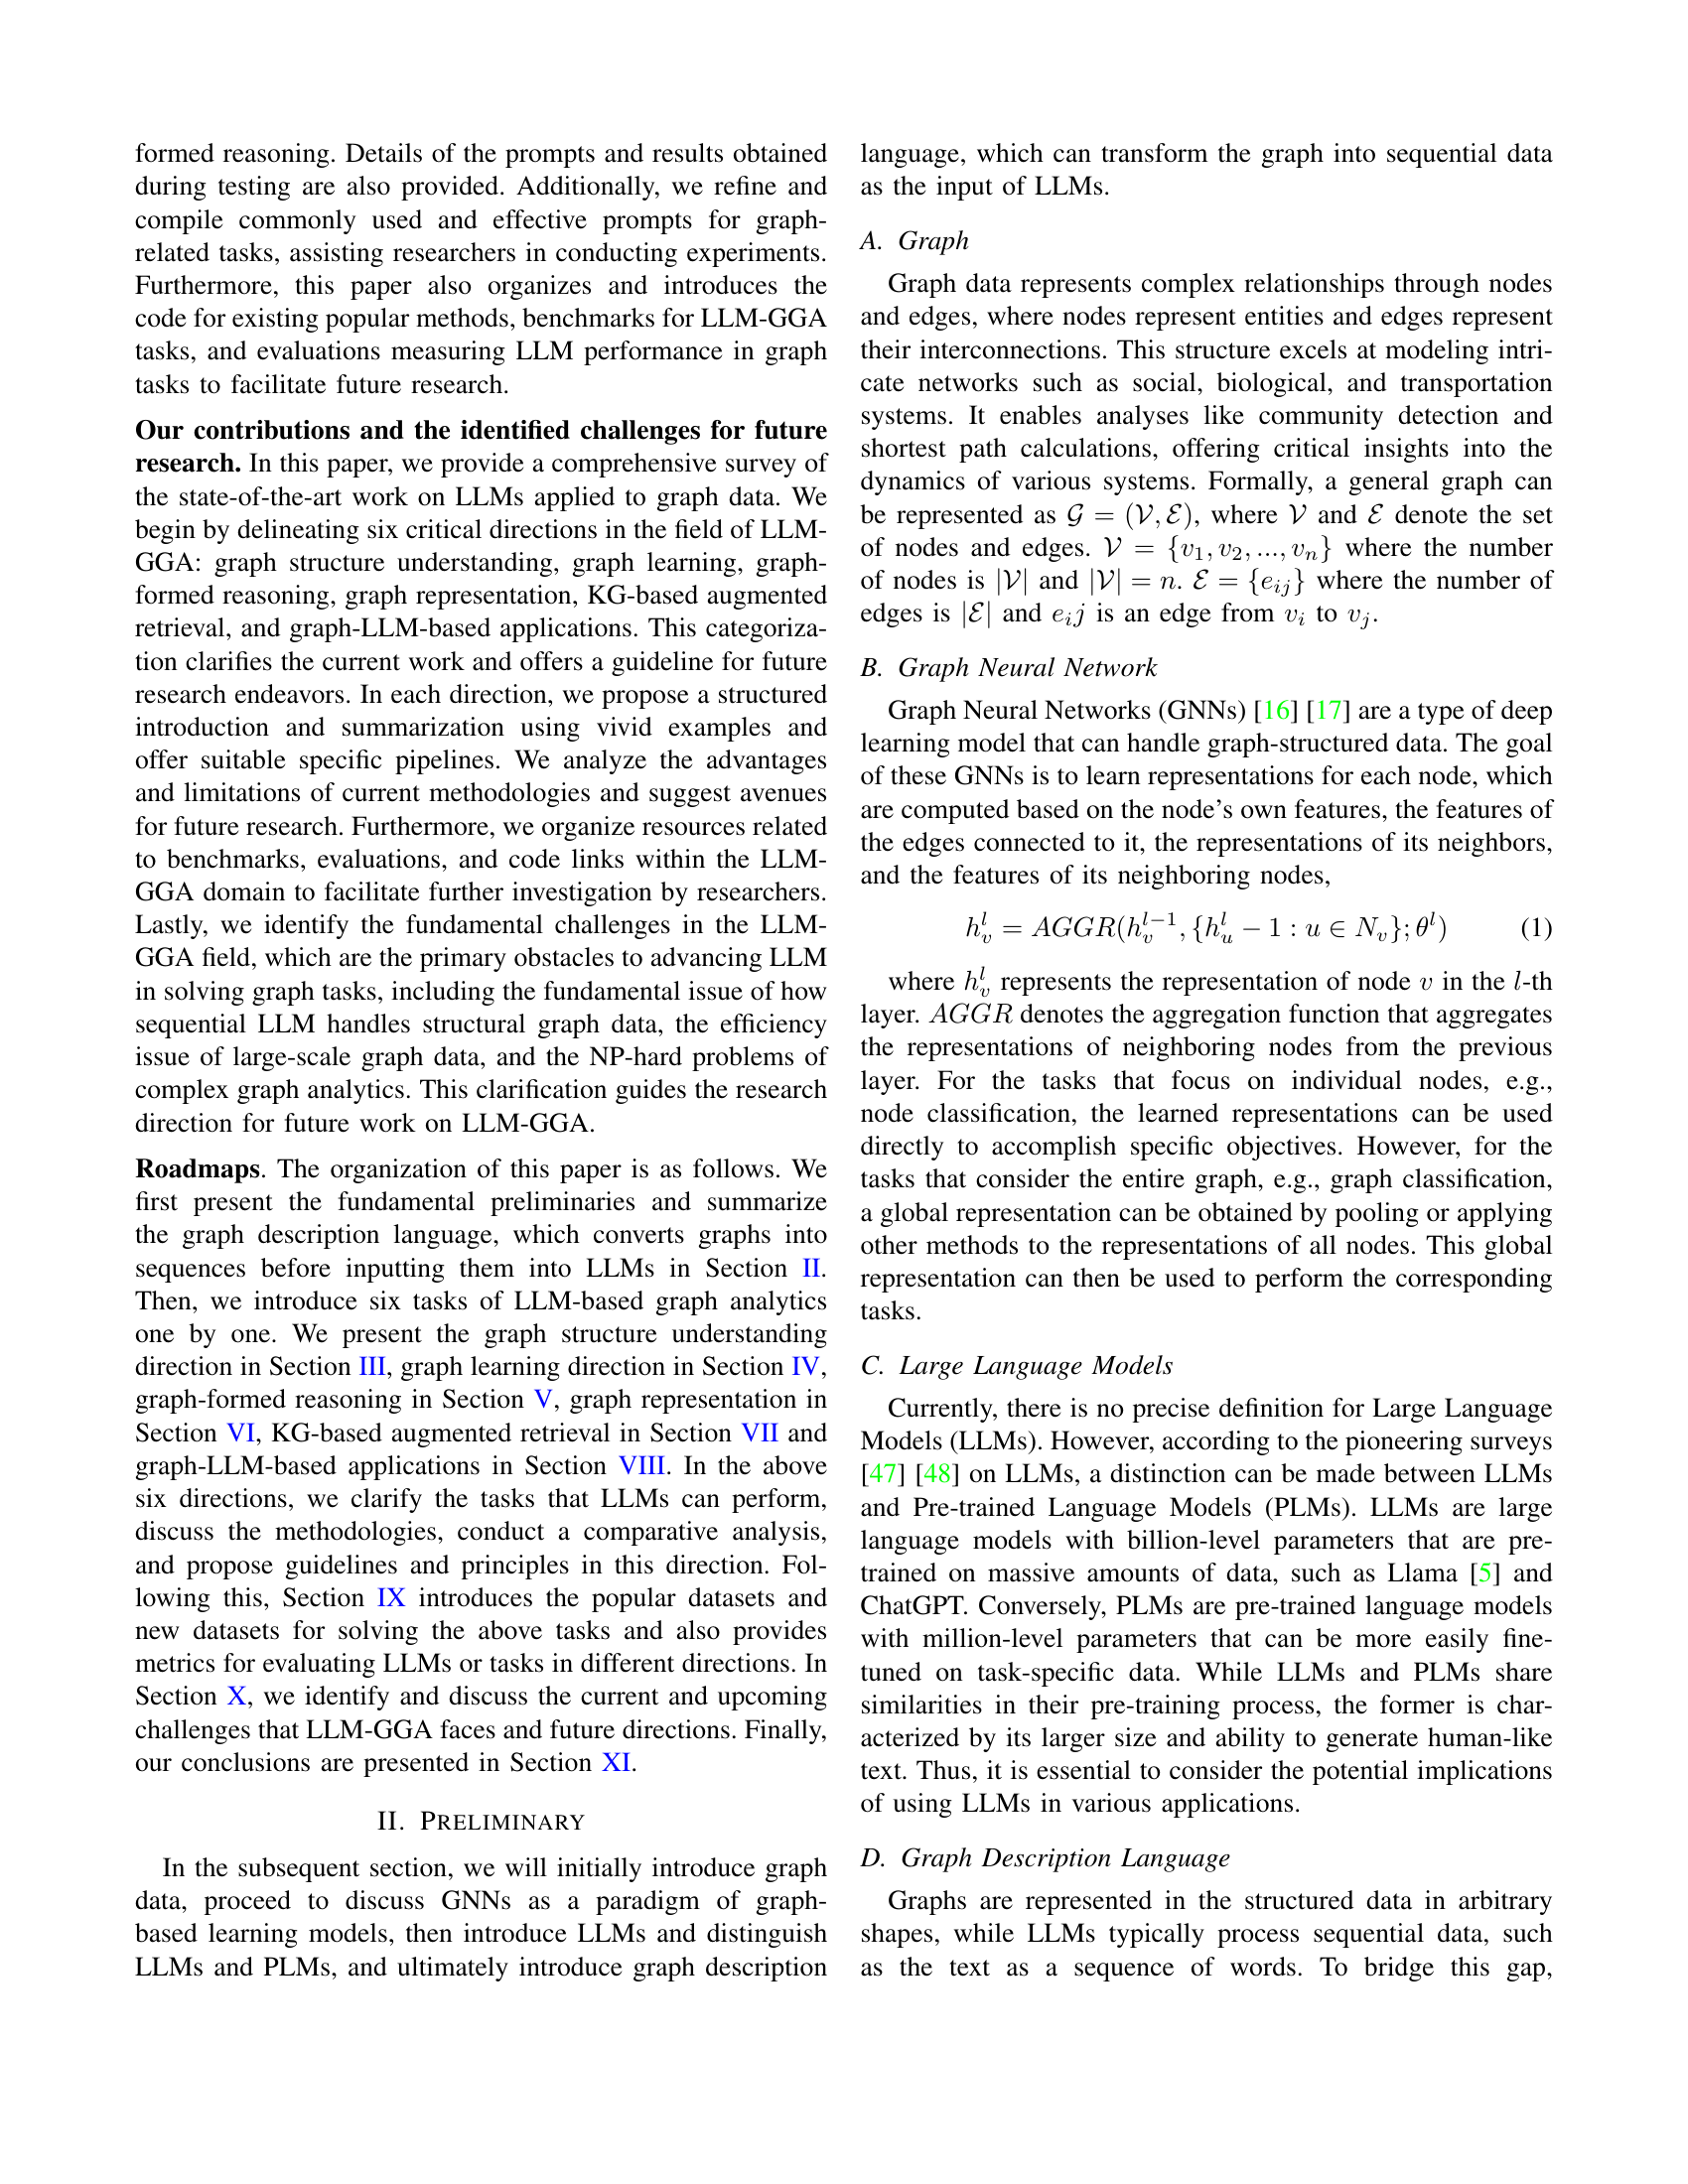 formed reasoning. Details of the prompts and results obtained
during testing are also provided. Additionally, we refine and
compile commonly used and effective prompts for graph-
related tasks, assisting researchers in conducting experiments.
Furthermore, this paper also organizes and introduces the
code for existing popular methods, benchmarks for LLM-GGA
tasks, and evaluations measuring LLM performance in graph
tasks to facilitate future research.
Our contributions and the identified challenges for future
research. In this paper, we provide a comprehensive survey of
the state-of-the-art work on LLMs applied to graph data. We
begin by delineating six critical directions in the field of LLM-
GGA: graph structure understanding, graph learning, graph-
formed reasoning, graph representation, KG-based augmented
retrieval, and graph-LLM-based applications. This categoriza-
tion clarifies the current work and offers a guideline for future
research endeavors. In each direction, we propose a structured
introduction and summarization using vivid examples and
offer suitable specific pipelines. We analyze the advantages
and limitations of current methodologies and suggest avenues
for future research. Furthermore, we organize resources related
to benchmarks, evaluations, and code links within the LLM-
GGA domain to facilitate further investigation by researchers.
Lastly, we identify the fundamental challenges in the LLM-
GGA field, which are the primary obstacles to advancing LLM
in solving graph tasks, including the fundamental issue of how
sequential LLM handles structural graph data, the efficiency
issue of large-scale graph data, and the NP-hard problems of
complex graph analytics. This clarification guides the research
direction for future work on LLM-GGA.
Roadmaps. The organization of this paper is as follows. We
first present the fundamental preliminaries and summarize
the graph description language, which converts graphs into
sequences before inputting them into LLMs in Section II.
Then, we introduce six tasks of LLM-based graph analytics
one by one. We present the graph structure understanding
direction in Section III, graph learning direction in Section IV,
graph-formed reasoning in Section V, graph representation in
Section VI, KG-based augmented retrieval in Section VII and
graph-LLM-based applications in Section VIII. In the above
six directions, we clarify the tasks that LLMs can perform,
discuss the methodologies, conduct a comparative analysis,
and propose guidelines and principles in this direction. Fol-
lowing this, Section IX introduces the popular datasets and
new datasets for solving the above tasks and also provides
metrics for evaluating LLMs or tasks in different directions. In
Section X, we identify and discuss the current and upcoming
challenges that LLM-GGA faces and future directions. Finally,
our conclusions are presented in Section XI.
II. PRELIMINARY
In the subsequent section, we will initially introduce graph
data, proceed to discuss GNNs as a paradigm of graph-
based learning models, then introduce LLMs and distinguish
LLMs and PLMs, and ultimately introduce graph description
language, which can transform the graph into sequential data
as the input of LLMs.
A. Graph
Graph data represents complex relationships through nodes
and edges, where nodes represent entities and edges represent
their interconnections. This structure excels at modeling intri-
cate networks such as social, biological, and transportation
systems. It enables analyses like community detection and
shortest path calculations, offering critical insights into the
dynamics of various systems. Formally, a general graph can
be represented as 𝒢 = (𝒱, ℰ), where 𝒱 and ℰ denote the set
of nodes and edges. 𝒱 = {v_1, v_2, ..., v_n} where the number
of nodes is |𝒱| and |𝒱| = n. ℰ = {e_{ij}} where the number of
edges is |ℰ| and e_i j is an edge from v_i to v_j.
B. Graph Neural Network
Graph Neural Networks (GNNs) [16] [17] are a type of deep
learning model that can handle graph-structured data. The goal
of these GNNs is to learn representations for each node, which
are computed based on the node's own features, the features of
the edges connected to it, the representations of its neighbors,
and the features of its neighboring nodes,
h_v^l = AGGR(h_v^{l−1}, {h_u^l − 1 : u ∈ N_v}; θ^l) (1)
where h_v^l represents the representation of node v in the l-th
layer. AGGR denotes the aggregation function that aggregates
the representations of neighboring nodes from the previous
layer. For the tasks that focus on individual nodes, e.g.,
node classification, the learned representations can be used
directly to accomplish specific objectives. However, for the
tasks that consider the entire graph, e.g., graph classification,
a global representation can be obtained by pooling or applying
other methods to the representations of all nodes. This global
representation can then be used to perform the corresponding
tasks.
C. Large Language Models
Currently, there is no precise definition for Large Language
Models (LLMs). However, according to the pioneering surveys
[47] [48] on LLMs, a distinction can be made between LLMs
and Pre-trained Language Models (PLMs). LLMs are large
language models with billion-level parameters that are pre-
trained on massive amounts of data, such as Llama [5] and
ChatGPT. Conversely, PLMs are pre-trained language models
with million-level parameters that can be more easily fine-
tuned on task-specific data. While LLMs and PLMs share
similarities in their pre-training process, the former is char-
acterized by its larger size and ability to generate human-like
text. Thus, it is essential to consider the potential implications
of using LLMs in various applications.
D. Graph Description Language
Graphs are represented in the structured data in arbitrary
shapes, while LLMs typically process sequential data, such
as the text as a sequence of words. To bridge this gap,